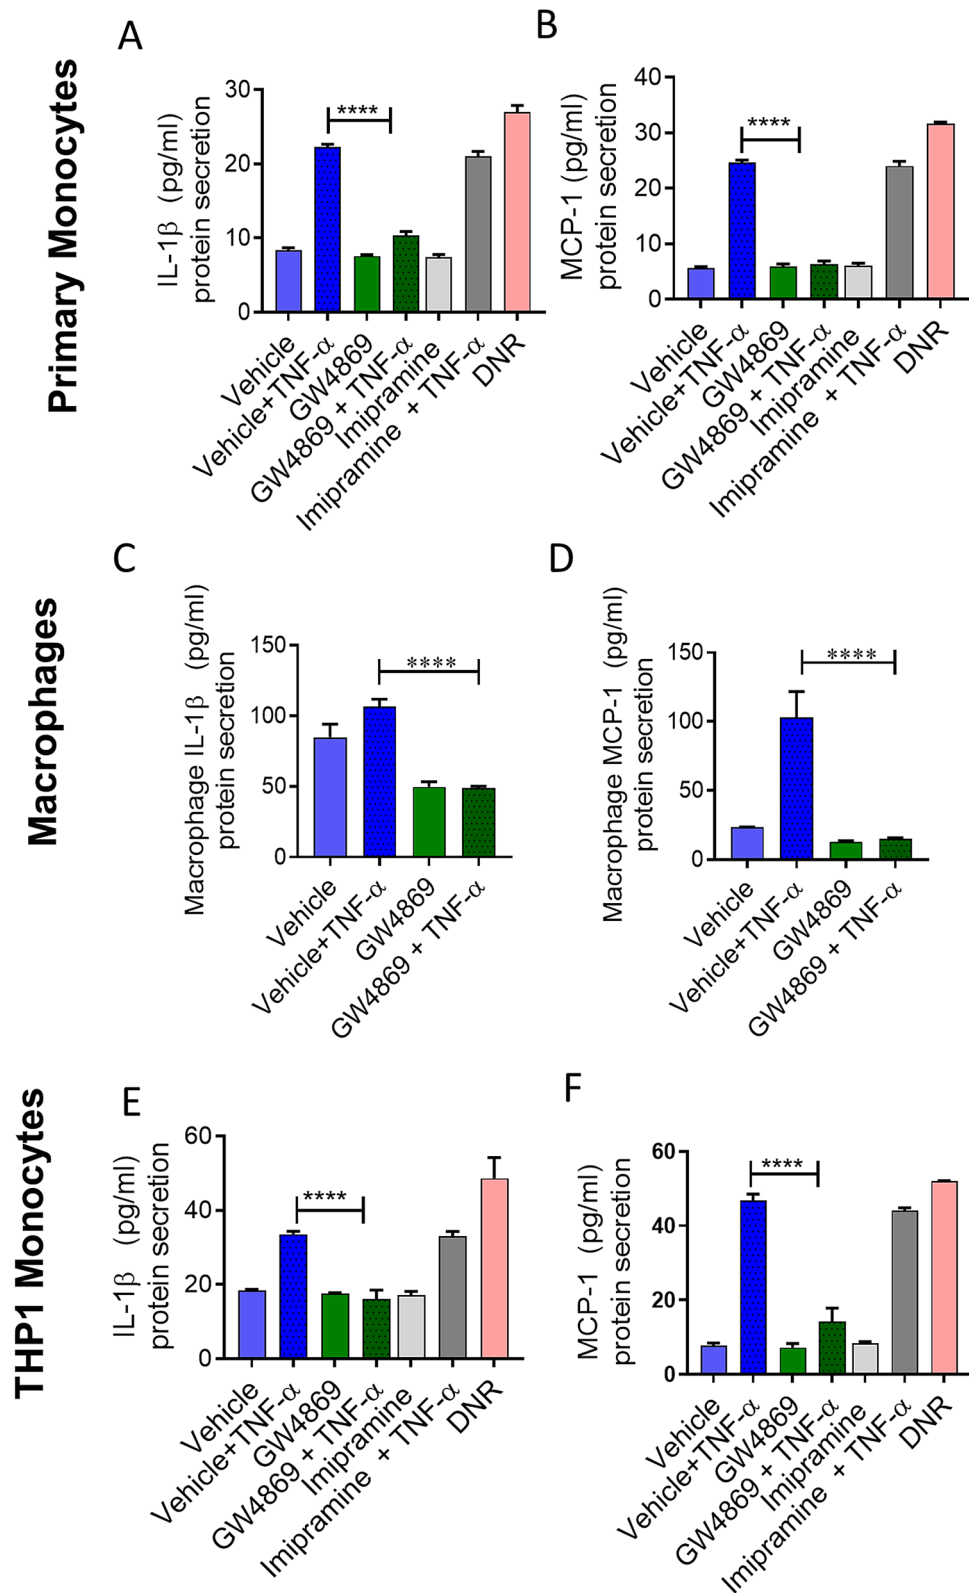 Primary Monocytes
A
IL-1β (pg/ml)
protein secretion
30
20
10
0
****
Vehicle
Vehicle+TNF-α
GW4869
GW4869 + TNF-α
Imipramine
Imipramine + TNF-α
DNR
B
MCP-1 (pg/ml)
protein secretion
40
30
20
10
0
****
Vehicle
Vehicle+TNF-α
GW4869
GW4869 + TNF-α
Imipramine
Imipramine + TNF-α
DNR
Macrophages
C
Macrophage IL-1β (pg/ml)
protein secretion
150
100
50
0
****
Vehicle
Vehicle+TNF-α
GW4869
GW4869 + TNF-α
D
Macrophage MCP-1 (pg/ml)
protein secretion
150
100
50
0
****
Vehicle
Vehicle+TNF-α
GW4869
GW4869 + TNF-α
THP1 Monocytes
E
IL-1β (pg/ml)
protein secretion
60
40
20
0
****
Vehicle
Vehicle+TNF-α
GW4869
GW4869 + TNF-α
Imipramine
Imipramine + TNF-α
DNR
F
MCP-1 (pg/ml)
protein secretion
60
40
20
0
****
Vehicle
Vehicle+TNF-α
GW4869
GW4869 + TNF-α
Imipramine
Imipramine + TNF-α
DNR